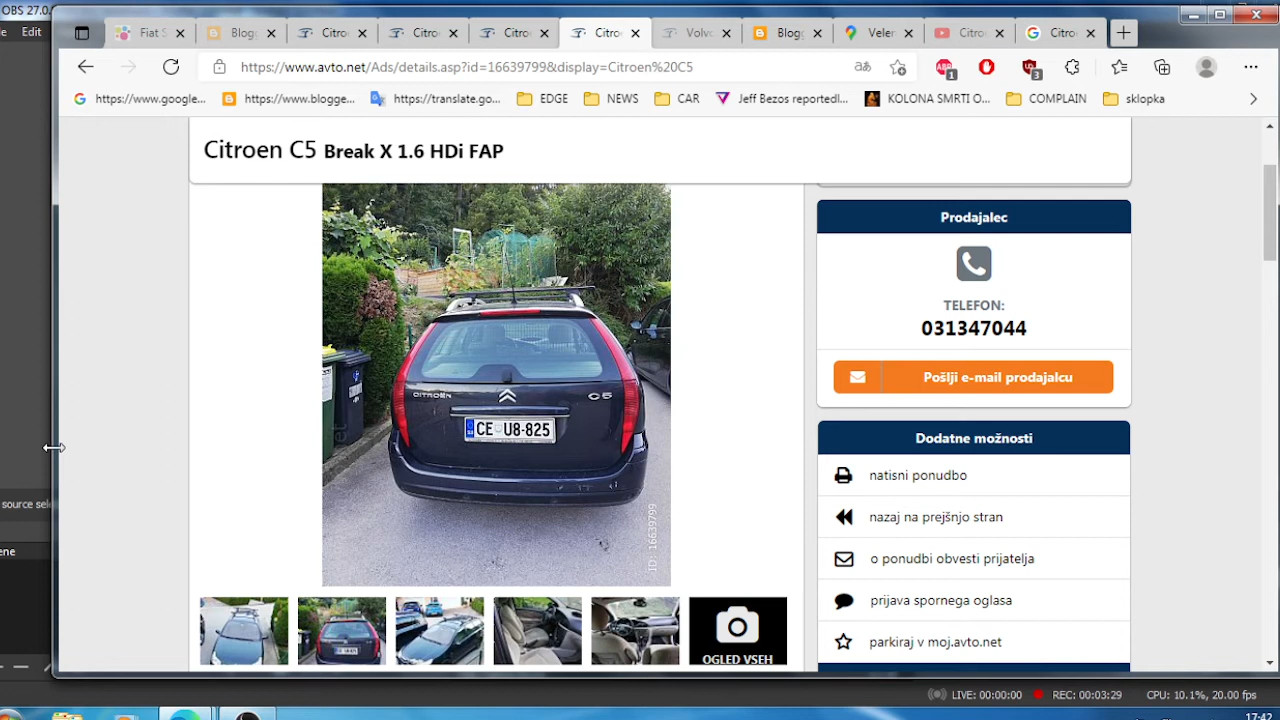 OBS 27.0.
Edit
Fiat S
Blogg
Citro
Citro
Citro
Citro
Volvo
Blogg
Veler
Citro
Citro
https://www.avto.net/Ads/details.asp?id=16639799&display=Citroen%20C5
https://www.google...
https://www.blogge...
https://translate.go...
EDGE
NEWS
CAR
Jeff Bezos reportedl...
KOLONA SMRTI O...
COMPLAIN
sklopka
Citroen C5 Break X 1.6 HDi FAP
CITROËN
C5
CE U8-825
ID: 16639799
OGLED VSEH
Prodajalec
TELEFON:
031347044
Pošlji e-mail prodajalcu
Dodatne možnosti
natisni ponudbo
nazaj na prejšnjo stran
o ponudbi obvesti prijatelja
prijava spornega oglasa
parkiraj v moj.avto.net
source sele
ene
LIVE: 00:00:00
REC: 00:03:29
CPU: 10.1%, 20.00 fps
17:42